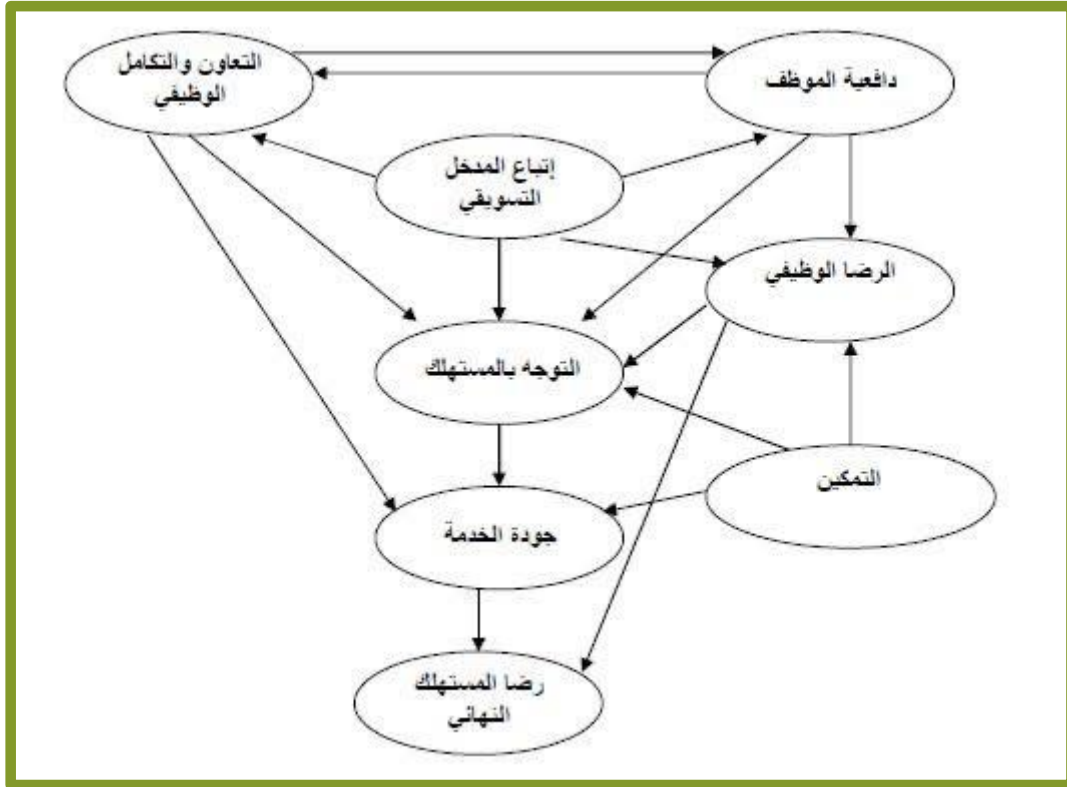 التعاون والتكامل
الوظيفي
دافعية الموظف
إتباع المدخل
التسويقي
الرضا الوظيفي
التوجه بالمستهلك
التمكين
جودة الخدمة
رضا المستهلك
النهائي